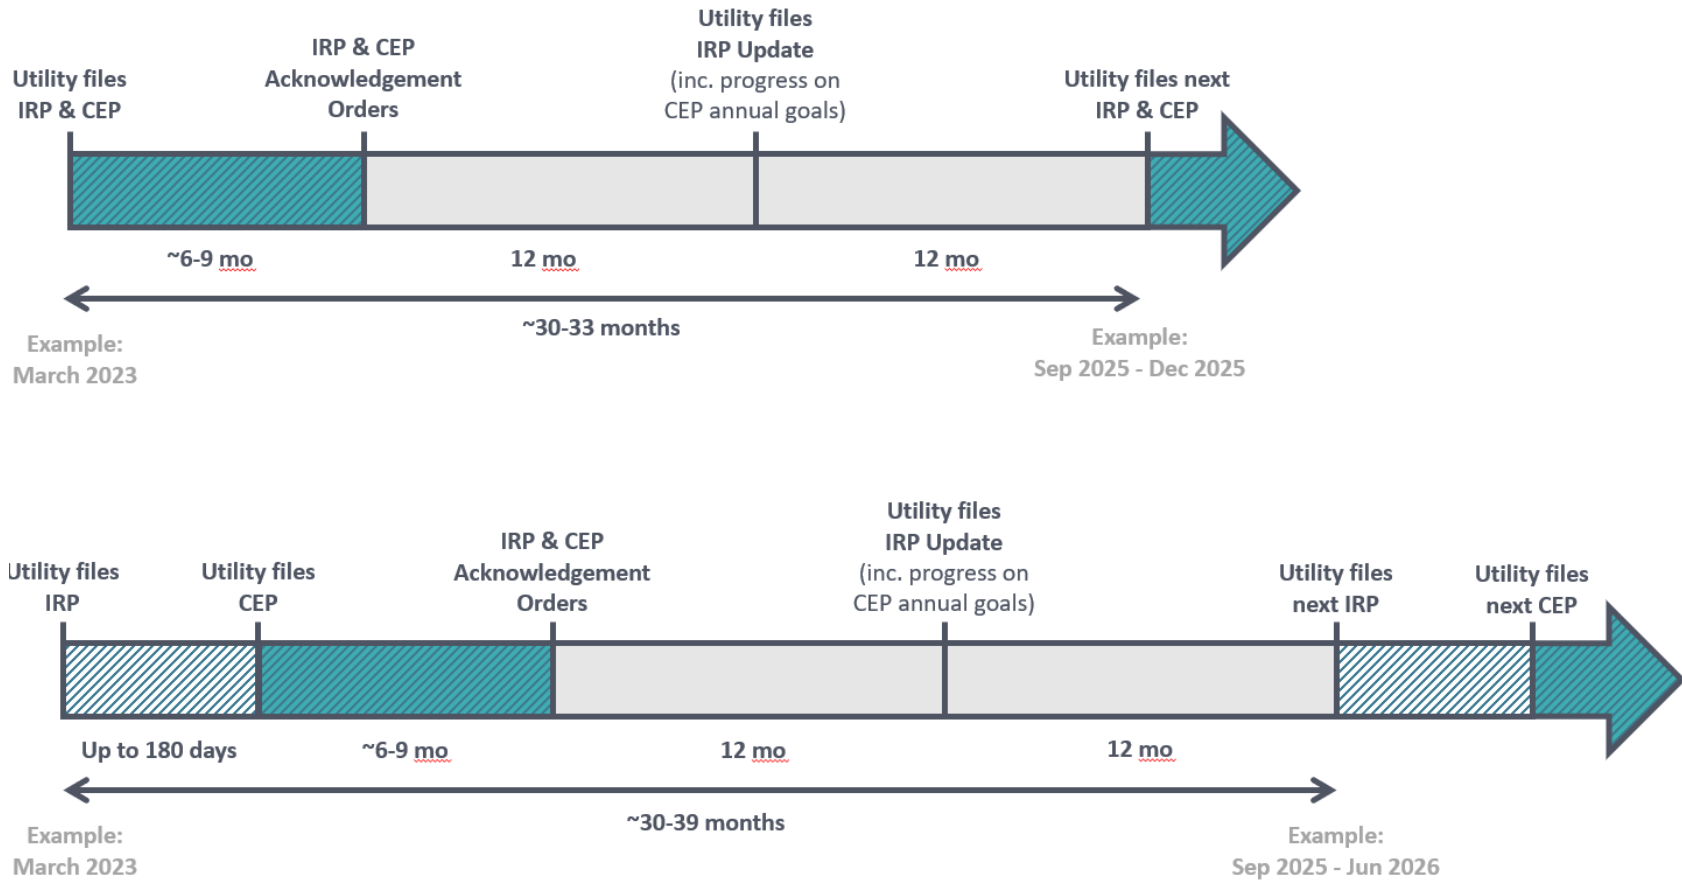 Utility files
IRP & CEP
IRP & CEP
Acknowledgement
Orders
Utility files
IRP Update
(inc. progress on
CEP annual goals)
Utility files next
IRP & CEP
~6-9 mo
12 mo
12 mo
~30-33 months
Example:
March 2023
Example:
Sep 2025 - Dec 2025
Utility files
IRP
Utility files
CEP
IRP & CEP
Acknowledgement
Orders
Utility files
IRP Update
(inc. progress on
CEP annual goals)
Utility files
next IRP
Utility files
next CEP
Up to 180 days
~6-9 mo
12 mo
12 mo
~30-39 months
Example:
March 2023
Example:
Sep 2025 - Jun 2026